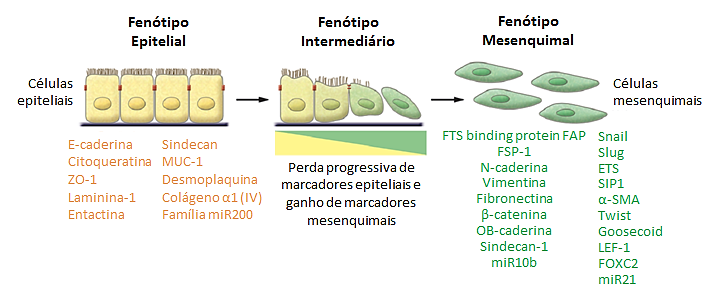 Fenótipo
Epitelial
Fenótipo
Intermediário
Fenótipo
Mesenquimal
Células
epiteliais
Células
mesenquimais
E-caderina
Citoqueratina
ZO-1
Laminina-1
Entactina
Sindecan
MUC-1
Desmoplaquina
Colágeno α1 (IV)
Família miR200
Perda progressiva de
marcadores epiteliais e
ganho de marcadores
mesenquimais
FTS binding protein FAP
FSP-1
N-caderina
Vimentina
Fibronectina
β-catenina
OB-caderina
Sindecan-1
miR10b
Snail
Slug
ETS
SIP1
α-SMA
Twist
Goosecoid
LEF-1
FOXC2
miR21